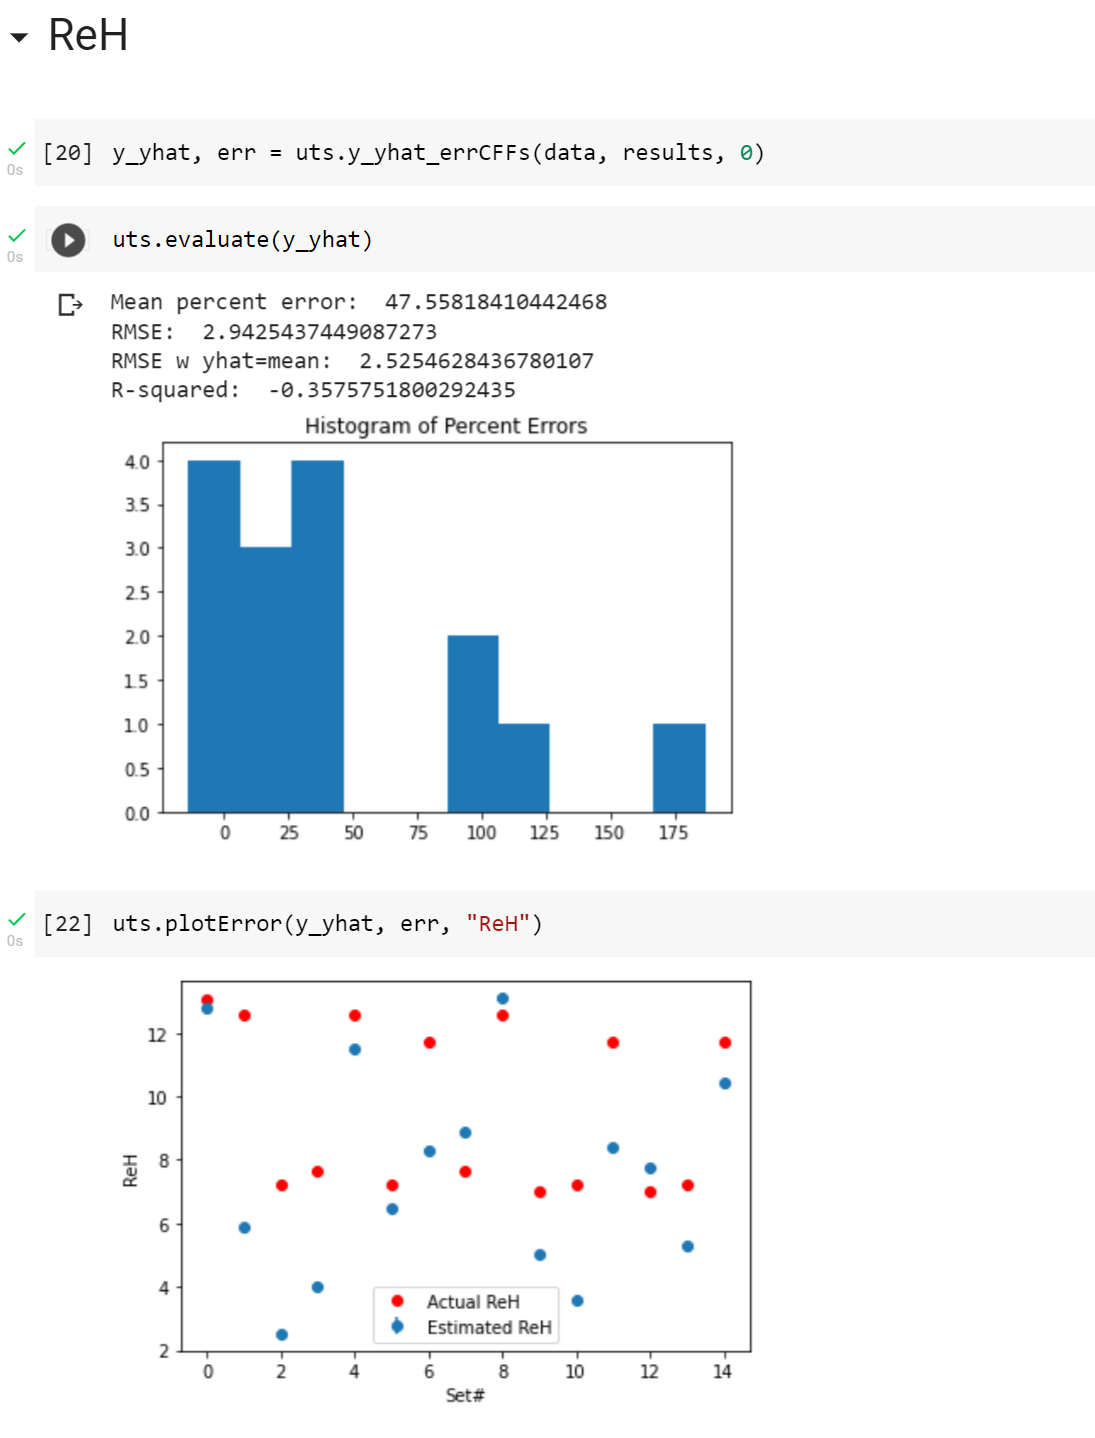 ReH
[20] y_yhat, err = uts.y_yhat_errCFFs(data, results, 0)
0s
uts.evaluate(y_yhat)
0s
Mean percent error:  47.55818410442468
RMSE:  2.9425437449087273
RMSE w yhat=mean:  2.5254628436780107
R-squared:  -0.3575751800292435
Histogram of Percent Errors
4.0
3.5
3.0
2.5
2.0
1.5
1.0
0.5
0.0
0 25 50 75 100 125 150 175
[22] uts.plotError(y_yhat, err, "ReH")
0s
12
10
8
6
4
2
ReH
Actual ReH
Estimated ReH
0 2 4 6 8 10 12 14
Set#